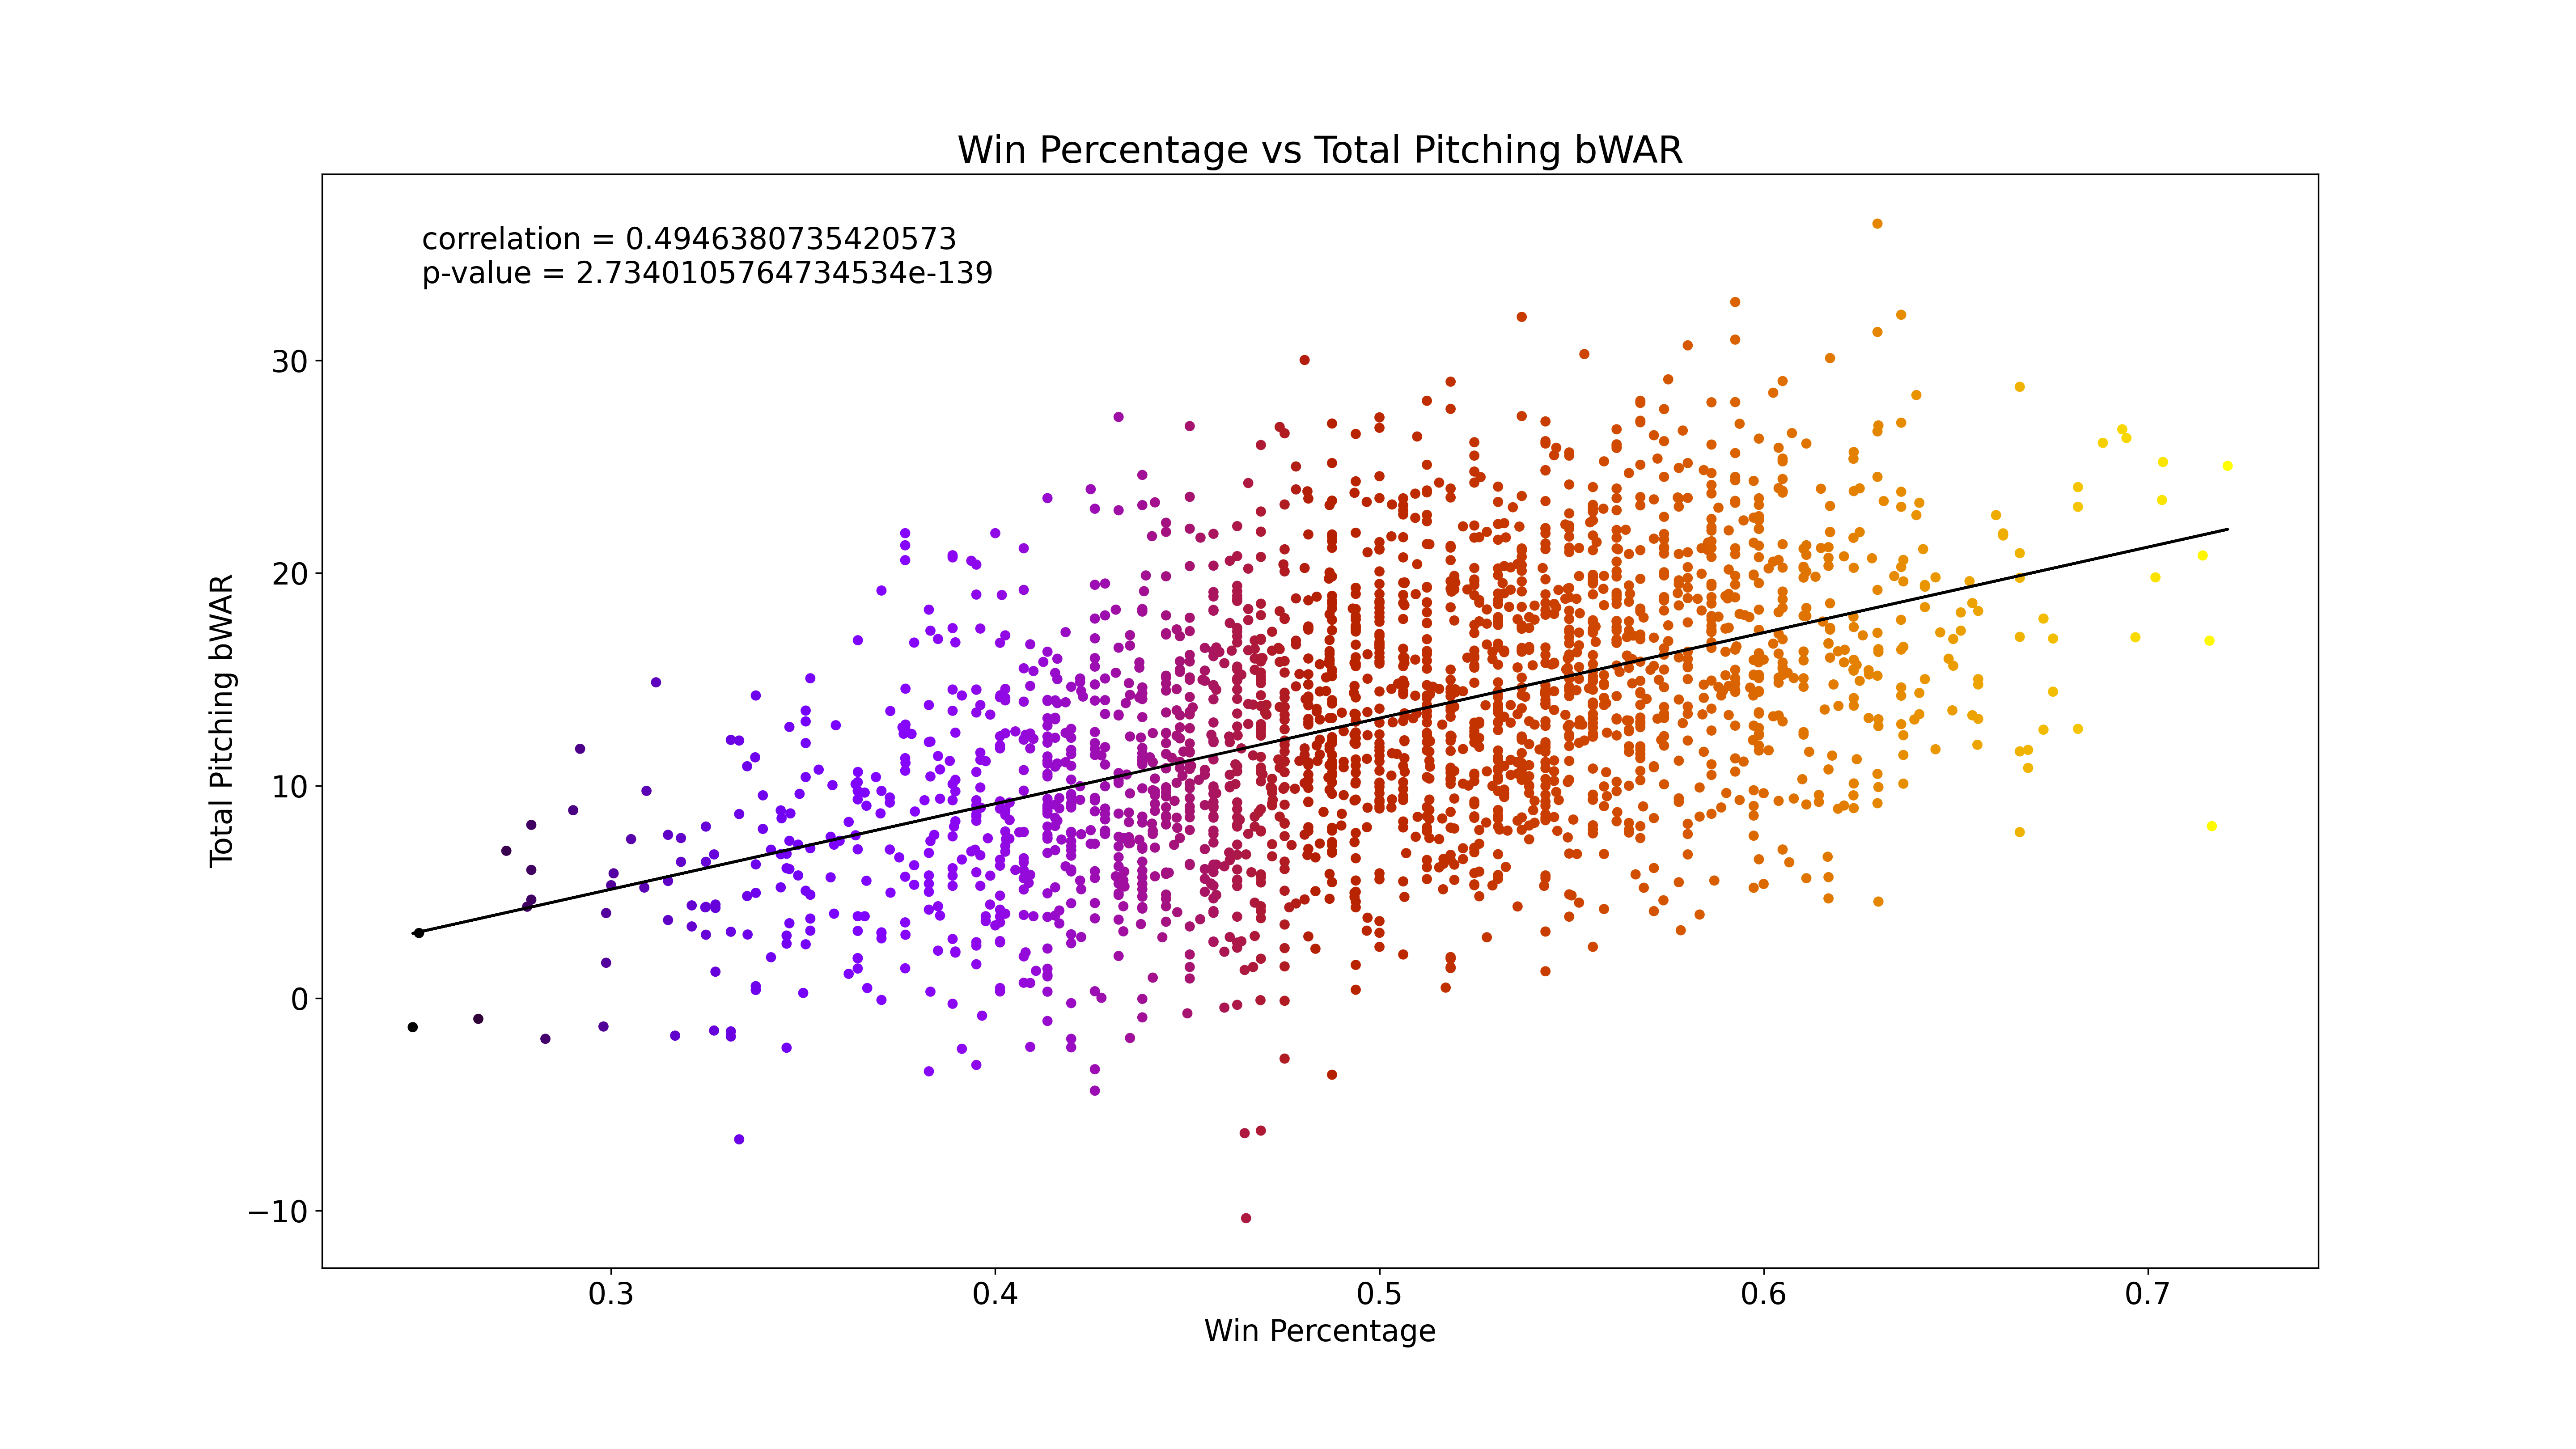 Win Percentage vs Total Pitching bWAR
correlation = 0.4946380735420573
p-value = 2.7340105764734534e-139
Total Pitching bWAR
30
20
10
0
−10
0.3 0.4 0.5 0.6 0.7
Win Percentage